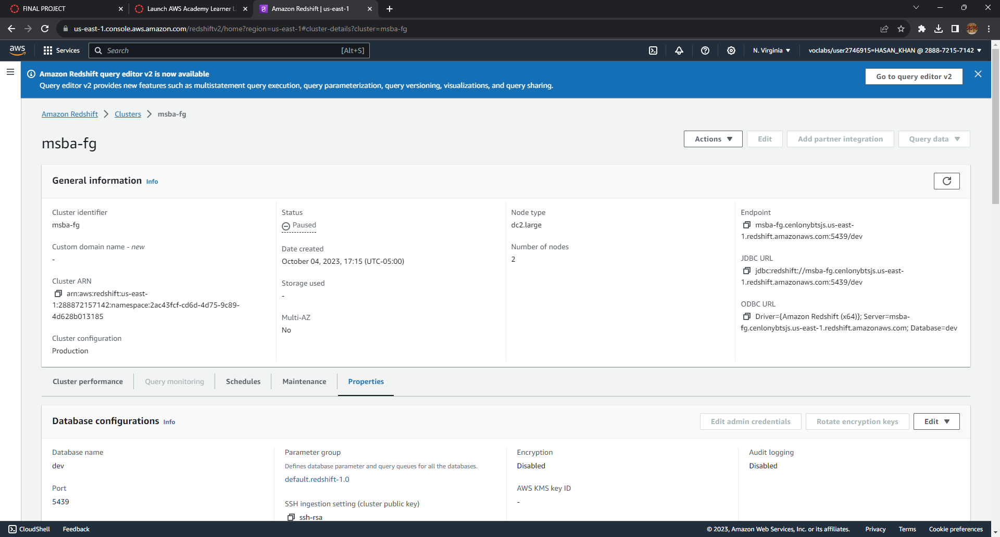 FINAL PROJECT
Launch AWS Academy Learner L
Amazon Redshift | us-east-1
us-east-1.console.aws.amazon.com/redshiftv2/home?region=us-east-1#cluster-details?cluster=msba-fg
aws
Services
Search
[Alt+S]
N. Virginia
voclabs/user2746915=HASAN_KHAN @ 2888-7215-7142
Amazon Redshift query editor v2 is now available
Query editor v2 provides new features such as multistatement query execution, query parameterization, query versioning, visualizations, and query sharing.
Go to query editor v2
Amazon Redshift
Clusters
msba-fg
msba-fg
Actions
Edit
Add partner integration
Query data
General information Info
Cluster identifier
msba-fg
Custom domain name - new
-
Cluster ARN
arn:aws:redshift:us-east-
1:288872157142:namespace:2ac43fcf-cd6d-4d75-9c89-
4d628b013185
Cluster configuration
Production
Status
Paused
Date created
October 04, 2023, 17:15 (UTC-05:00)
Storage used
-
Multi-AZ
No
Node type
dc2.large
Number of nodes
2
Endpoint
msba-fg.cenlonybtsjs.us-east-
1.redshift.amazonaws.com:5439/dev
JDBC URL
jdbc:redshift://msba-fg.cenlonybtsjs.us-east-
1.redshift.amazonaws.com:5439/dev
ODBC URL
Driver={Amazon Redshift (x64)}; Server=msba-
fg.cenlonybtsjs.us-east-1.redshift.amazonaws.com; Database=dev
Cluster performance
Query monitoring
Schedules
Maintenance
Properties
Database configurations Info
Edit admin credentials
Rotate encryption keys
Edit
Database name
dev
Port
5439
Parameter group
Defines database parameter and query queues for all the databases.
default.redshift-1.0
SSH ingestion setting (cluster public key)
ssh-rsa
Encryption
Disabled
AWS KMS key ID
-
Audit logging
Disabled
CloudShell
Feedback
© 2023, Amazon Web Services, Inc. or its affiliates.
Privacy
Terms
Cookie preferences